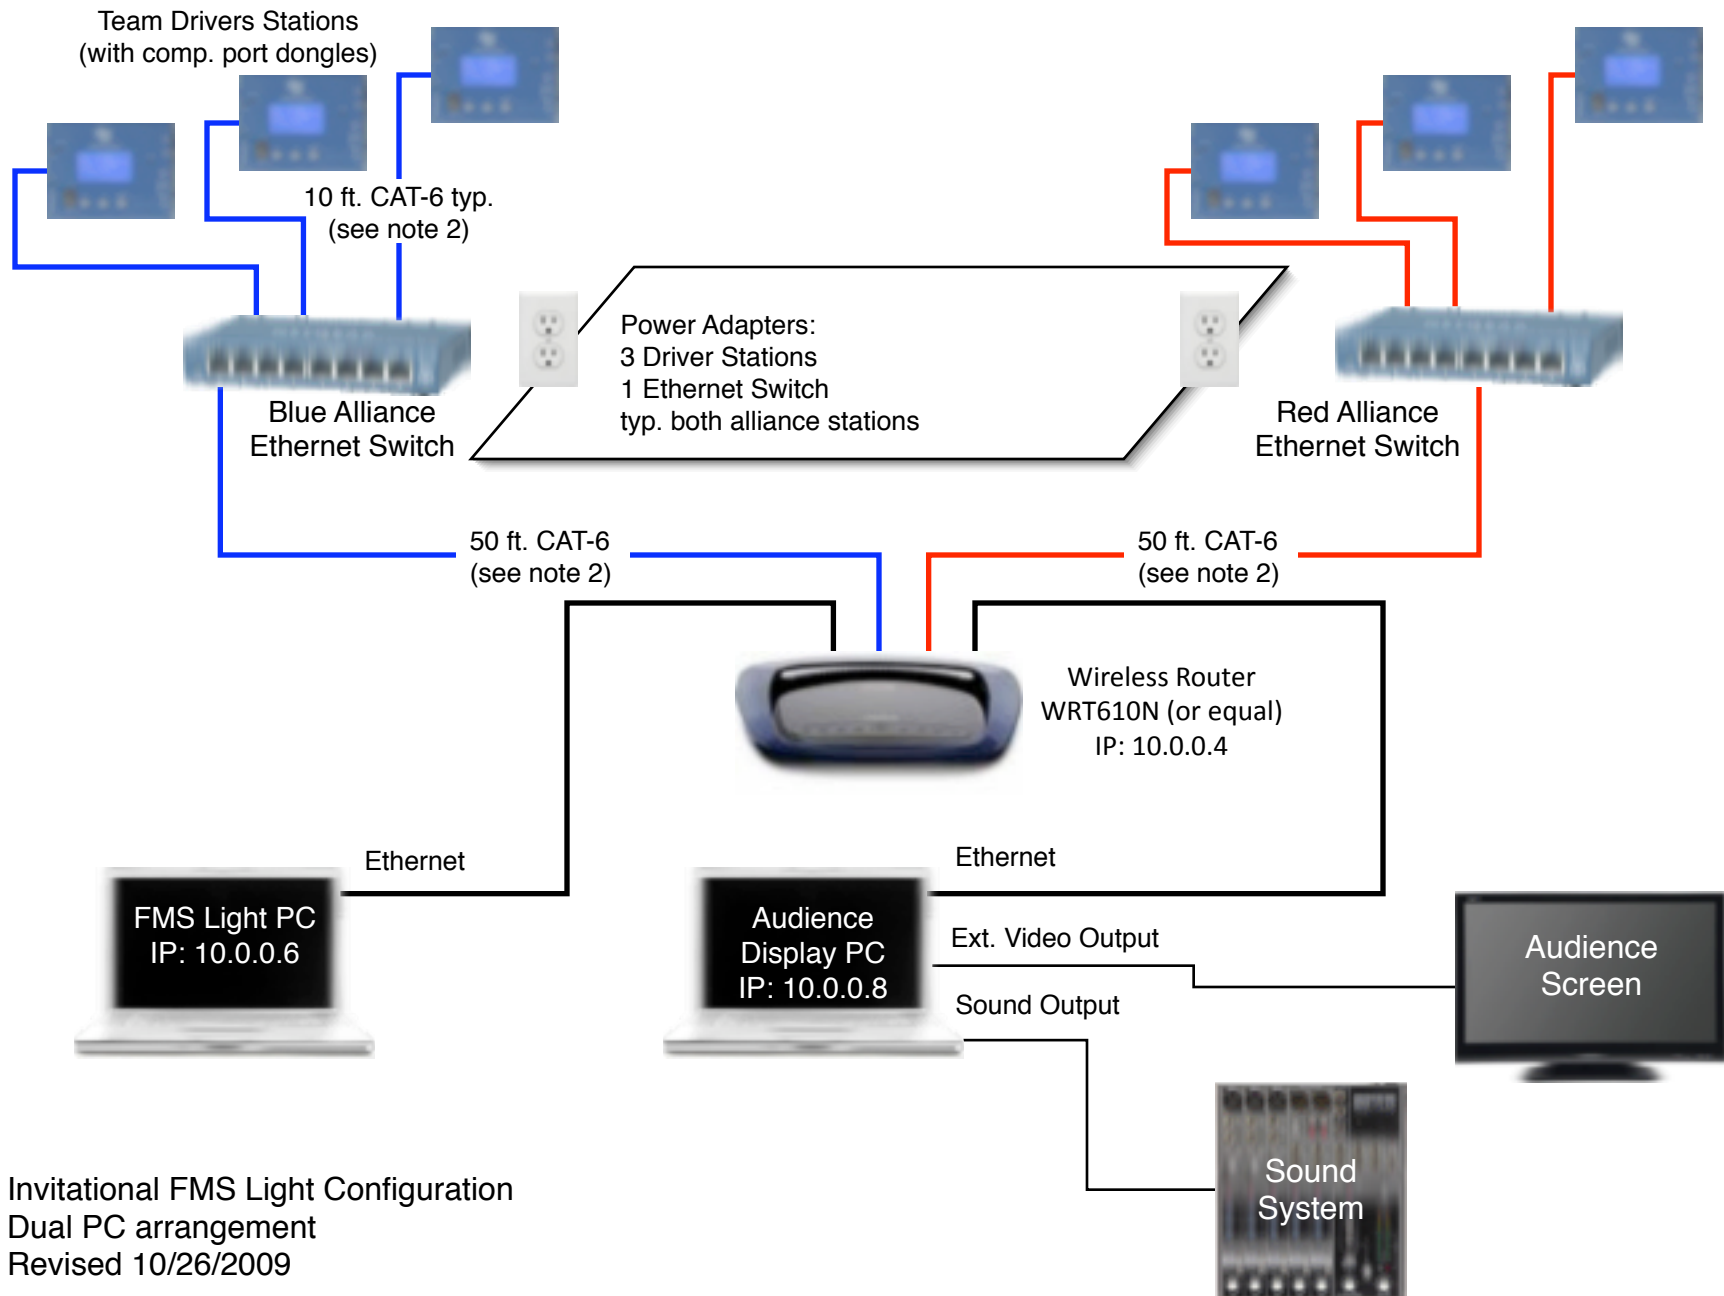 Team Drivers Stations
(with comp. port dongles)
10 ft. CAT-6 typ.
(see note 2)
Power Adapters:
3 Driver Stations
1 Ethernet Switch
typ. both alliance stations
Blue Alliance
Ethernet Switch
Red Alliance
Ethernet Switch
50 ft. CAT-6
(see note 2)
50 ft. CAT-6
(see note 2)
Wireless Router
WRT610N (or equal)
IP: 10.0.0.4
Ethernet
Ethernet
FMS Light PC
IP: 10.0.0.6
Audience
Display PC
IP: 10.0.0.8
Ext. Video Output
Sound Output
Audience
Screen
Sound
System
Invitational FMS Light Configuration
Dual PC arrangement
Revised 10/26/2009